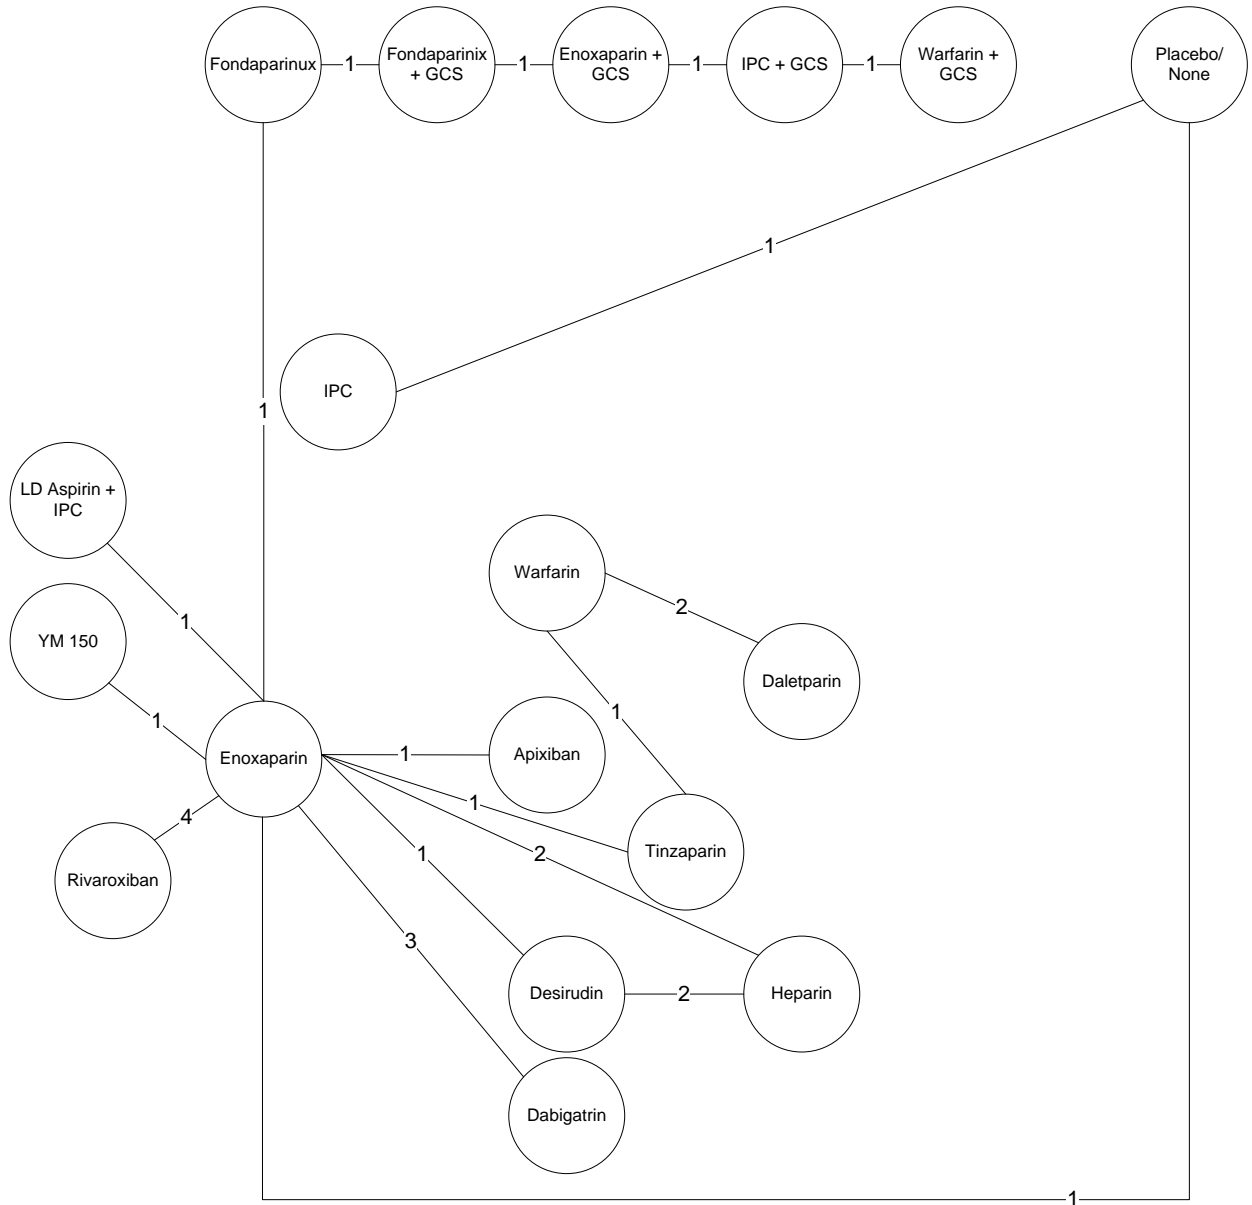 Fondaparinux
1
Fondaparinix
+ GCS
1
Enoxaparin +
GCS
1
IPC + GCS
1
Warfarin +
GCS
Placebo/
None
1
IPC
1
LD Aspirin +
IPC
1
YM 150
1
Enoxaparin
4
Rivaroxiban
Warfarin
2
Daletparin
1
1
Apixiban
1
Tinzaparin
2
1
3
Desirudin
2
Heparin
Dabigatrin
1